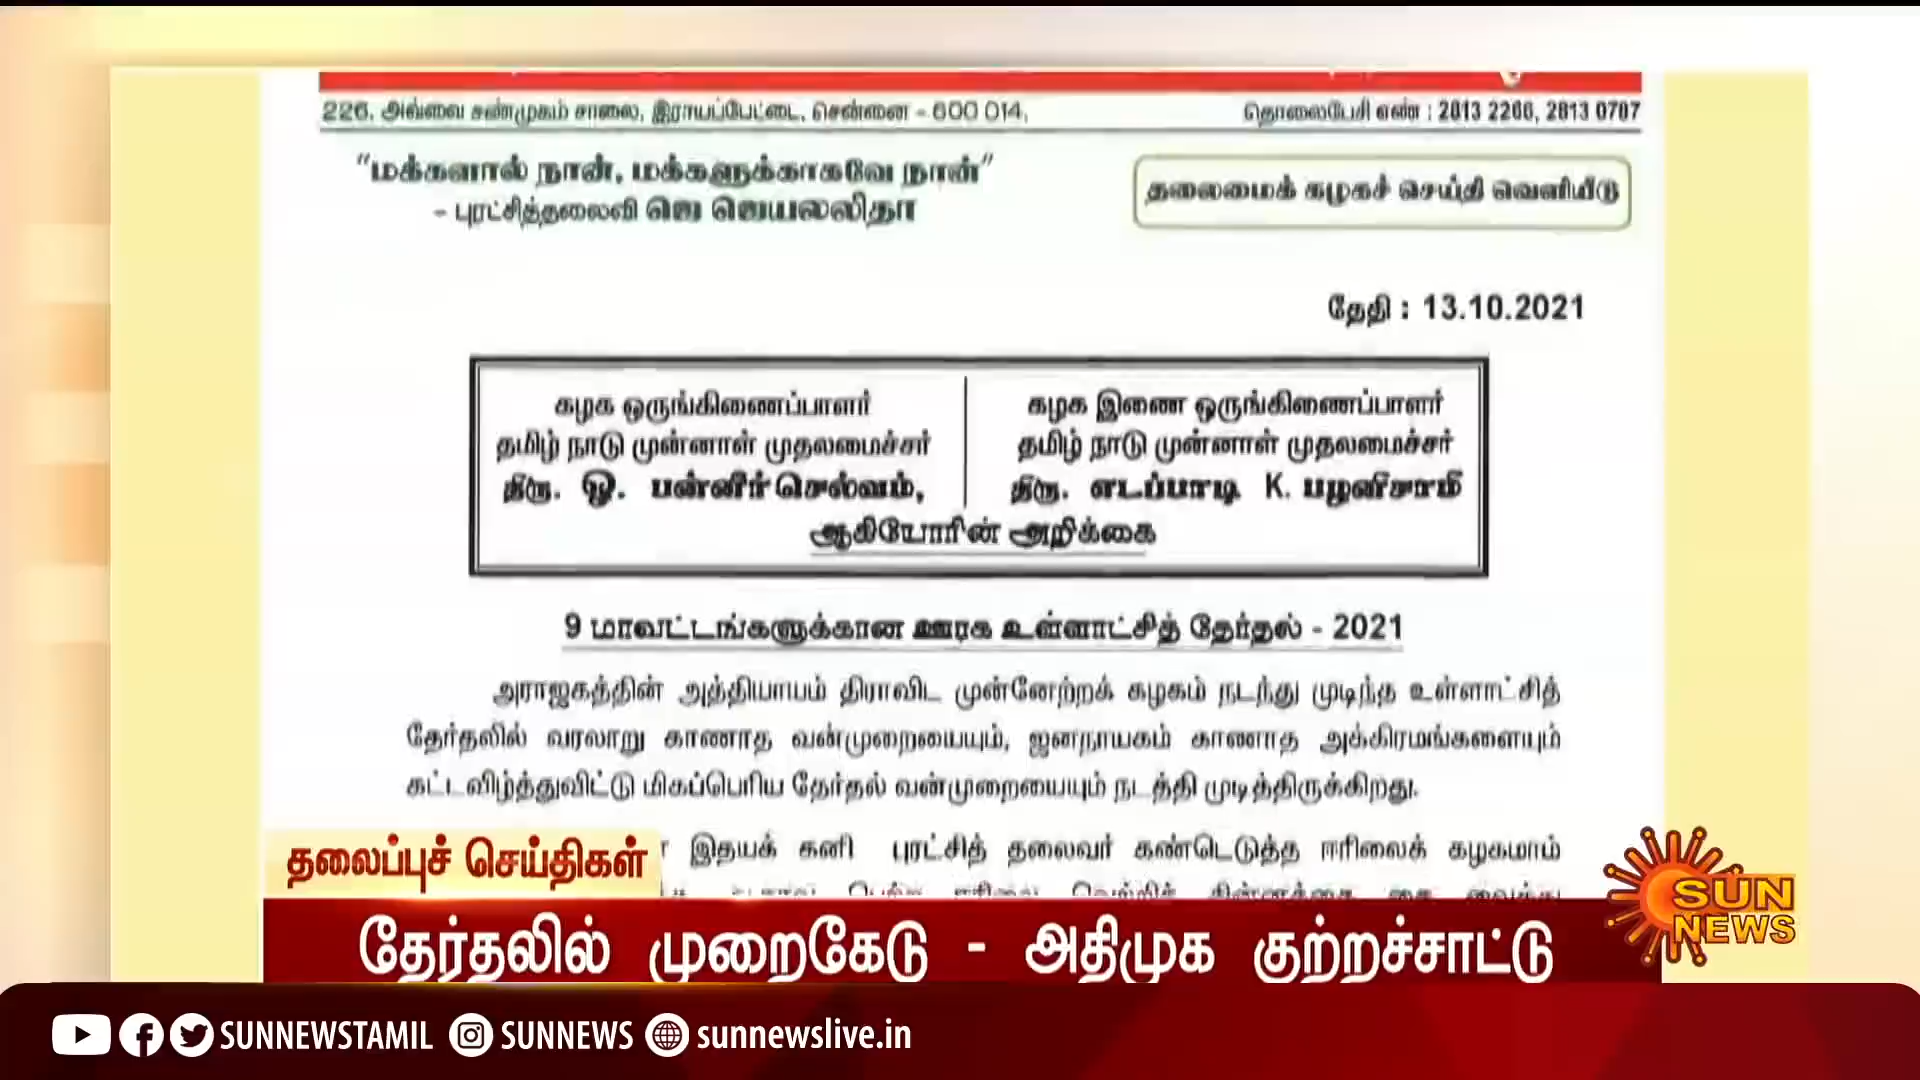 226, அவ்வை சண்முகம் சாலை, இராயப்பேட்டை, சென்னை - 600 014,
தொலைபேசி எண் : 2813 2266, 2813 0787
“மக்களால் நான், மக்களுக்காகவே நான்”
- புரட்சித்தலைவி ஜெ ஜெயலலிதா
தலைமைக் கழகச் செய்தி வெளியீடு
தேதி : 13.10.2021
கழக ஒருங்கிணைப்பாளர்
தமிழ் நாடு முன்னாள் முதலமைச்சர்
திரு. ஓ. பன்னீர்செல்வம்,
கழக இணை ஒருங்கிணைப்பாளர்
தமிழ் நாடு முன்னாள் முதலமைச்சர்
திரு. எடப்பாடி K. பழனிசாமி
ஆகியோரின் அறிக்கை
9 மாவட்டங்களுக்கான ஊரக உள்ளாட்சித் தேர்தல் - 2021
அராஜகத்தின் அத்தியாயம் திராவிட முன்னேற்றக் கழகம் நடந்து முடிந்த உள்ளாட்சித்
தேர்தலில் வரலாறு காணாத வன்முறையையும், ஜனநாயகம் காணாத அக்கிரமங்களையும்
கட்டவிழ்த்துவிட்டு மிகப்பெரிய தேர்தல் வன்முறையையும் நடத்தி முடித்திருக்கிறது.
இதயக் கனி புரட்சித் தலைவர் கண்டெடுத்த ஈரிலைக் கழகமாம்
தலைப்புச் செய்திகள்
தேர்தலில் முறைகேடு - அதிமுக குற்றச்சாட்டு
SUN
NEWS
SUNNEWSTAMIL SUNNEWS sunnewslive.in